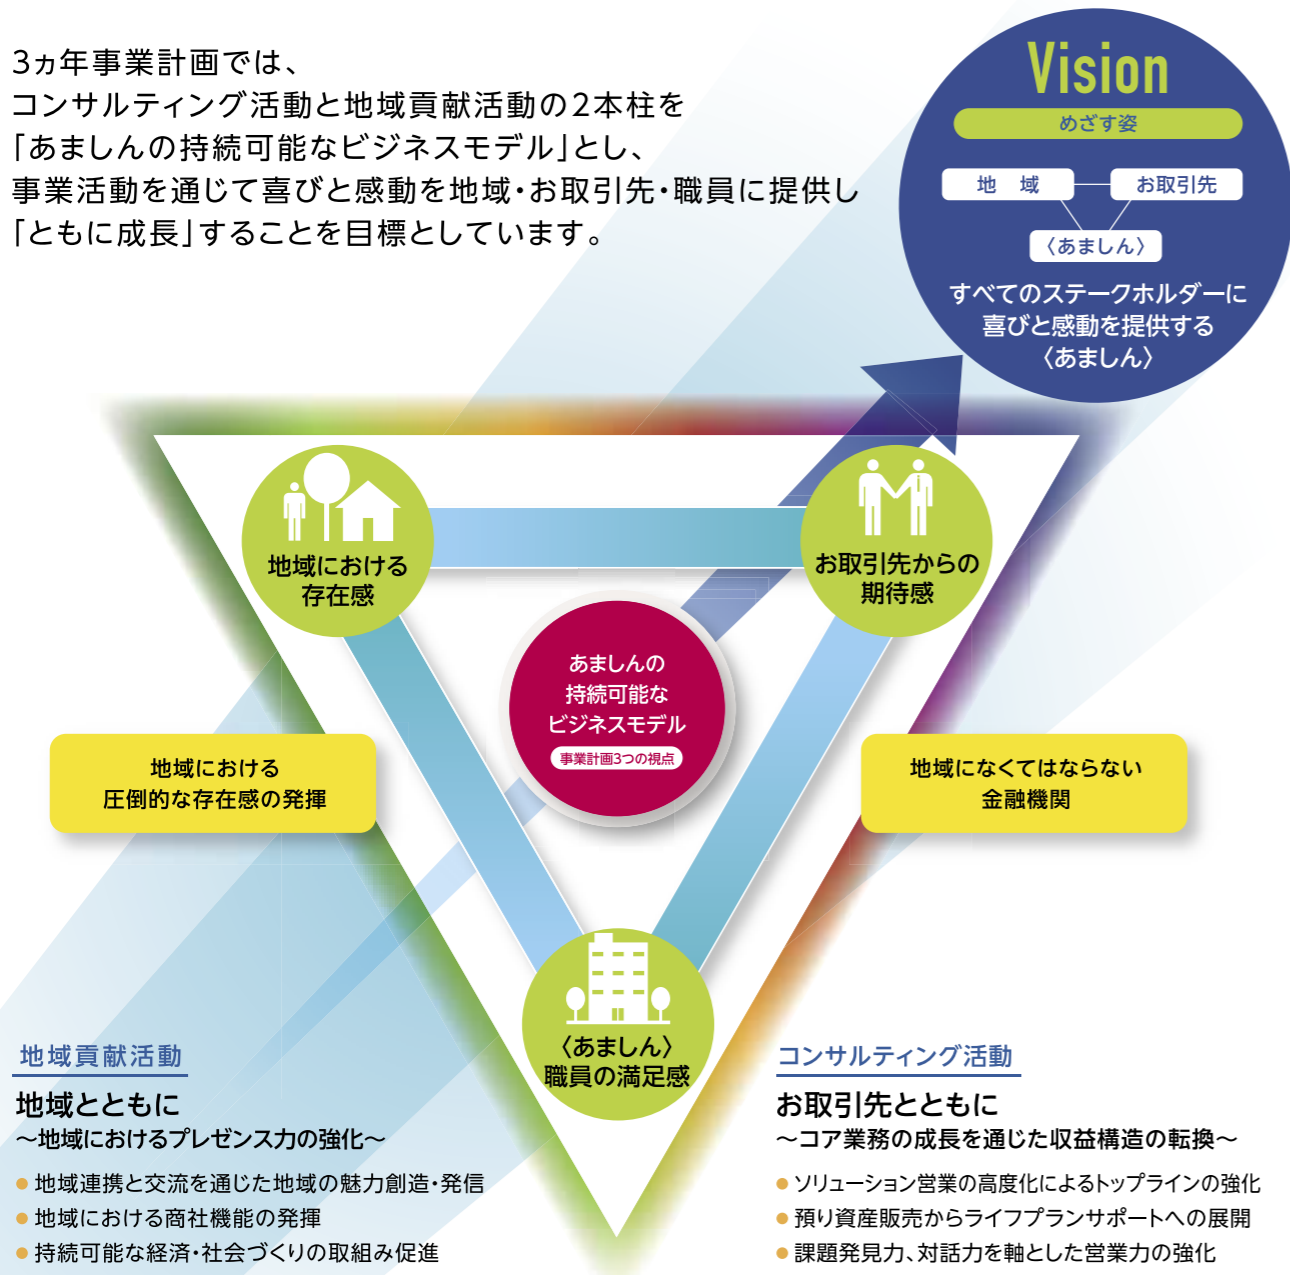 3ヵ年事業計画では、
コンサルティング活動と地域貢献活動の2本柱を
「あましんの持続可能なビジネスモデル」とし、
事業活動を通じて喜びと感動を地域・お取引先・職員に提供し
「ともに成長」することを目標としています。
Vision
めざす姿
地　域
お取引先
〈あましん〉
すべてのステークホルダーに
喜びと感動を提供する
〈あましん〉
地域における
存在感
お取引先からの
期待感
あましんの
持続可能な
ビジネスモデル
事業計画3つの視点
地域における
圧倒的な存在感の発揮
地域になくてはならない
金融機関
〈あましん〉
職員の満足感
地域貢献活動
地域とともに
～地域におけるプレゼンス力の強化～
● 地域連携と交流を通じた地域の魅力創造・発信
● 地域における商社機能の発揮
● 持続可能な経済・社会づくりの取組み促進
コンサルティング活動
お取引先とともに
～コア業務の成長を通じた収益構造の転換～
● ソリューション営業の高度化によるトップラインの強化
● 預り資産販売からライフプランサポートへの展開
● 課題発見力、対話力を軸とした営業力の強化